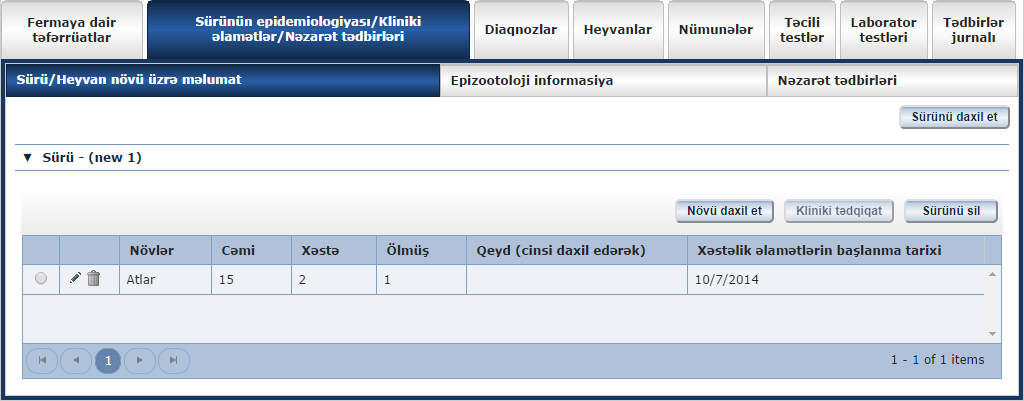 Fermaya dair
təfərrüatlar
Sürünün epidemiologiyası/Kliniki
əlamətlər/Nəzarət tədbirləri
Diaqnozlar
Heyvanlar
Nümunələr
Təcili
testlər
Laborator
testləri
Tədbirlər
jurnalı
Sürü/Heyvan növü üzrə məlumat
Epizootoloji informasiya
Nəzarət tədbirləri
Sürünü daxil et
Sürü - (new 1)
Növü daxil et
Kliniki tədqiqat
Sürünü sil
Növlər
Cəmi
Xəstə
Ölmüş
Qeyd (cinsi daxil edərək)
Xəstəlik əlamətlərin başlanma tarixi
Atlar
15
2
1
10/7/2014
1
1 - 1 of 1 items